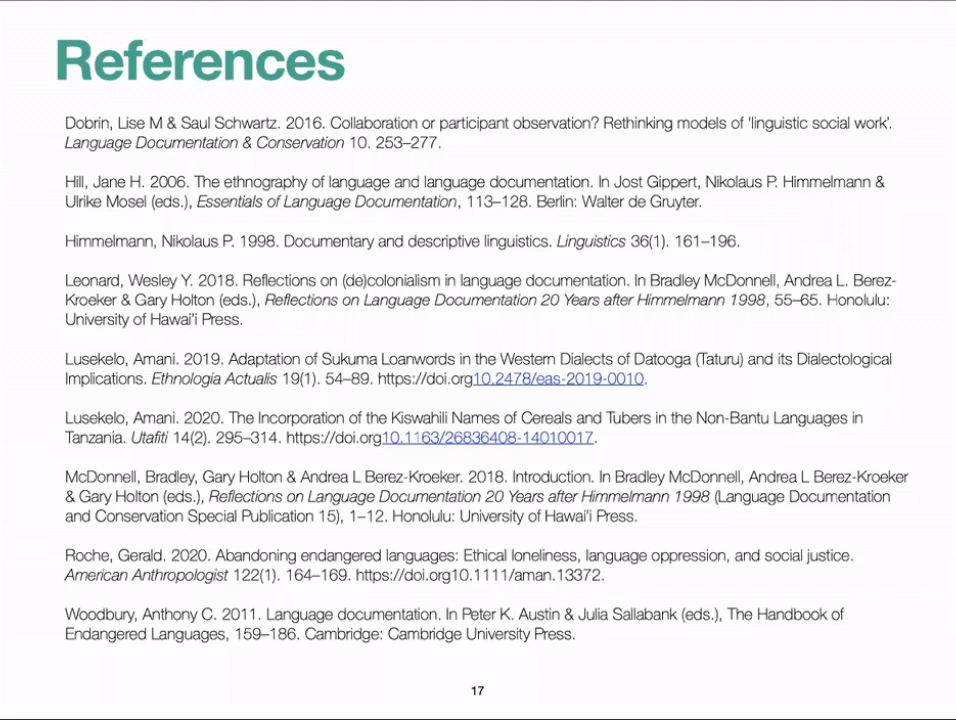 References
Dobrin, Lise M & Saul Schwartz. 2016. Collaboration or participant observation? Rethinking models of ‘linguistic social work’.
Language Documentation & Conservation 10. 253–277.
Hill, Jane H. 2006. The ethnography of language and language documentation. In Jost Gippert, Nikolaus P. Himmelmann &
Ulrike Mosel (eds.), Essentials of Language Documentation, 113–128. Berlin: Walter de Gruyter.
Himmelmann, Nikolaus P. 1998. Documentary and descriptive linguistics. Linguistics 36(1). 161–196.
Leonard, Wesley Y. 2018. Reflections on (de)colonialism in language documentation. In Bradley McDonnell, Andrea L. Berez-
Kroeker & Gary Holton (eds.), Reflections on Language Documentation 20 Years after Himmelmann 1998, 55–65. Honolulu:
University of Hawai’i Press.
Lusekelo, Amani. 2019. Adaptation of Sukuma Loanwords in the Western Dialects of Datooga (Taturu) and its Dialectological
Implications. Ethnologia Actualis 19(1). 54–89. https://doi.org10.2478/eas-2019-0010.
Lusekelo, Amani. 2020. The Incorporation of the Kiswahili Names of Cereals and Tubers in the Non-Bantu Languages in
Tanzania. Utafiti 14(2). 295–314. https://doi.org10.1163/26836408-14010017.
McDonnell, Bradley, Gary Holton & Andrea L Berez-Kroeker. 2018. Introduction. In Bradley McDonnell, Andrea L Berez-Kroeker
& Gary Holton (eds.), Reflections on Language Documentation 20 Years after Himmelmann 1998 (Language Documentation
and Conservation Special Publication 15), 1–12. Honolulu: University of Hawai’i Press.
Roche, Gerald. 2020. Abandoning endangered languages: Ethical loneliness, language oppression, and social justice.
American Anthropologist 122(1). 164–169. https://doi.org10.1111/aman.13372.
Woodbury, Anthony C. 2011. Language documentation. In Peter K. Austin & Julia Sallabank (eds.), The Handbook of
Endangered Languages, 159–186. Cambridge: Cambridge University Press.
17